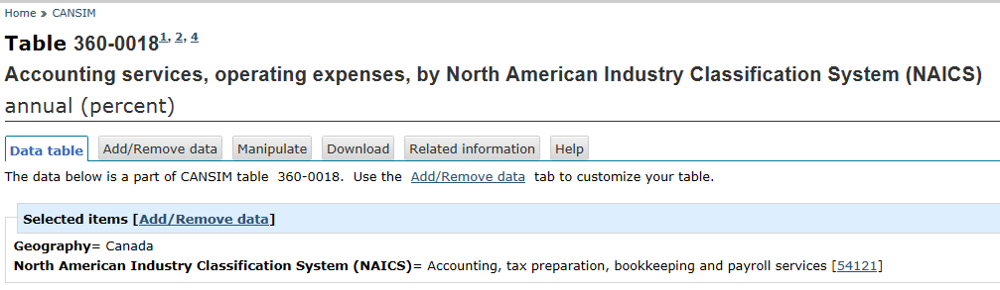 Home > CANSIM
Table 360-0018 1, 2, 4
Accounting services, operating expenses, by North American Industry Classification System (NAICS)
annual (percent)
Data table Add/Remove data Manipulate Download Related information Help
The data below is a part of CANSIM table 360-0018. Use the Add/Remove data tab to customize your table.
Selected items [Add/Remove data]
Geography= Canada
North American Industry Classification System (NAICS)= Accounting, tax preparation, bookkeeping and payroll services [54121]